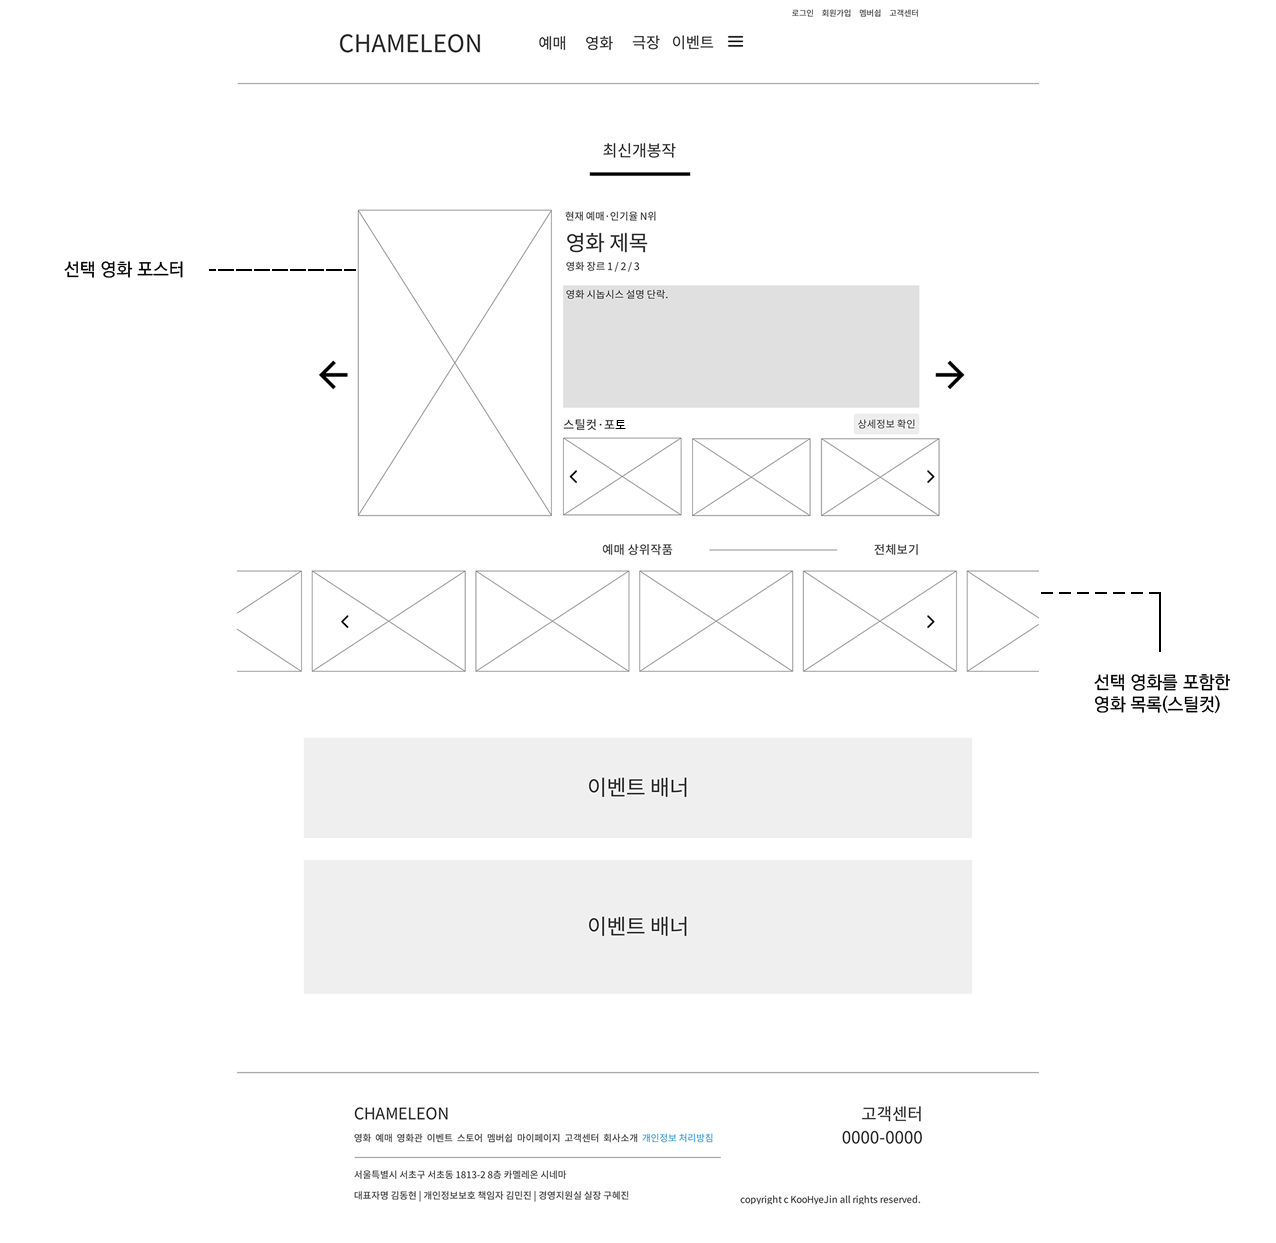 로그인 회원가입 멤버쉽 고객센터
CHAMELEON 예매 영화 극장 이벤트
최신개봉작
현재 예매·인기율 N위
영화 제목
영화 장르 1 / 2 / 3
선택 영화 포스터
영화 시놉시스 설명 단락.
스틸컷·포토 상세정보 확인
예매 상위작품 전체보기
선택 영화를 포함한
영화 목록(스틸컷)
이벤트 배너
이벤트 배너
CHAMELEON
영화 예매 영화관 이벤트 스토어 멤버쉽 마이페이지 고객센터 회사소개 개인정보 처리방침
서울특별시 서초구 서초동 1813-2 8층 카멜레온 시네마
대표자명 김동현 | 개인정보보호 책임자 김민진 | 경영지원실 실장 구혜진
고객센터
0000-0000
copyright c KooHyeJin all rights reserved.